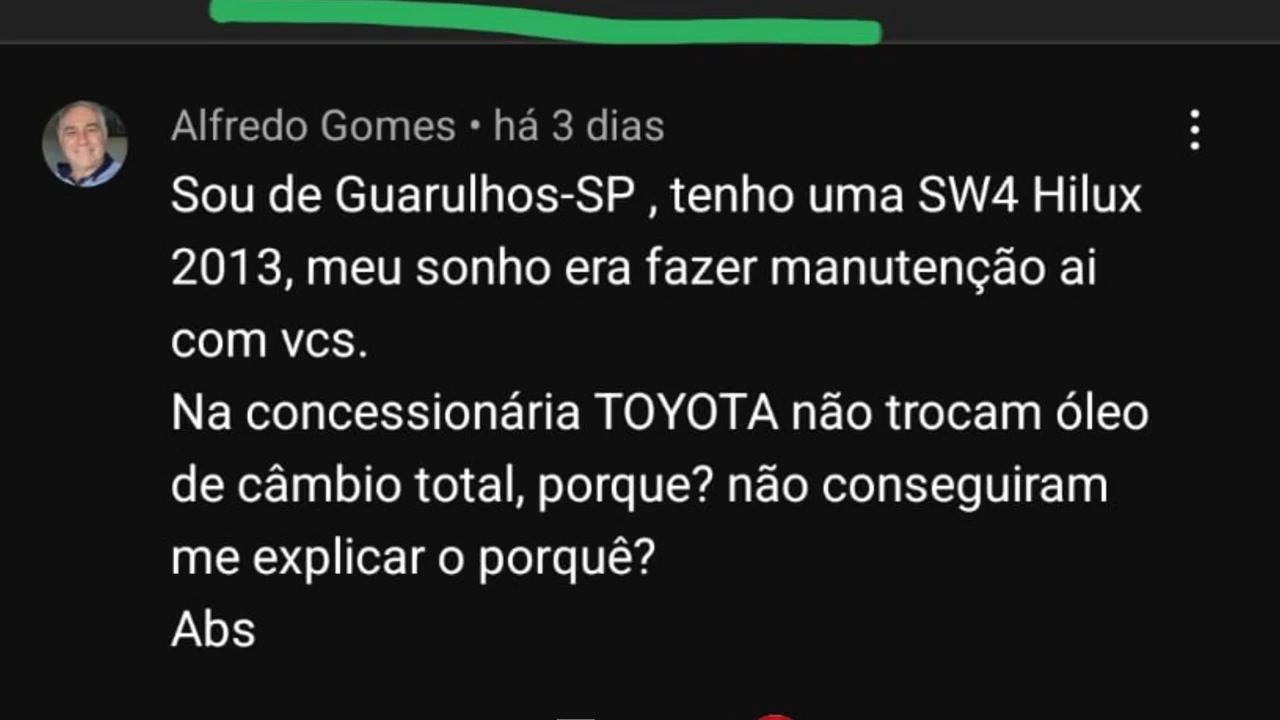 Alfredo Gomes • há 3 dias
Sou de Guarulhos-SP , tenho uma SW4 Hilux
2013, meu sonho era fazer manutenção ai
com vcs.
Na concessionária TOYOTA não trocam óleo
de câmbio total, porque? não conseguiram
me explicar o porquê?
Abs